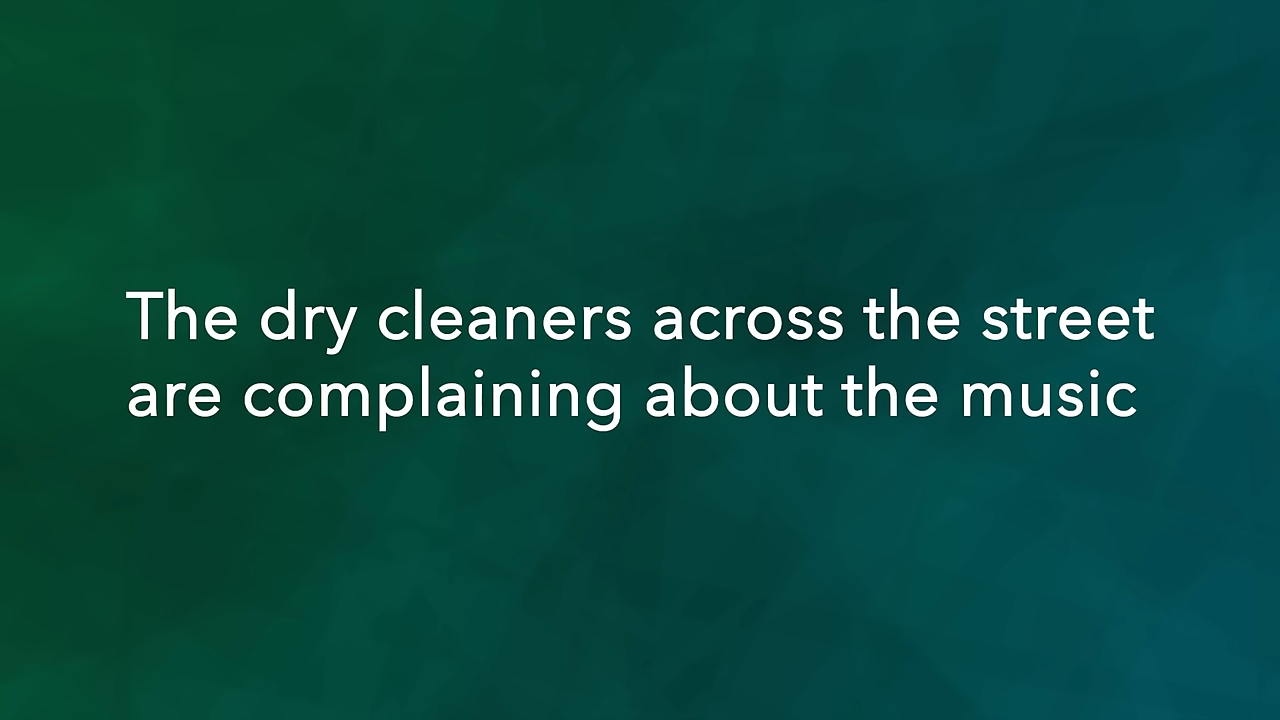 The dry cleaners across the street
are complaining about the music